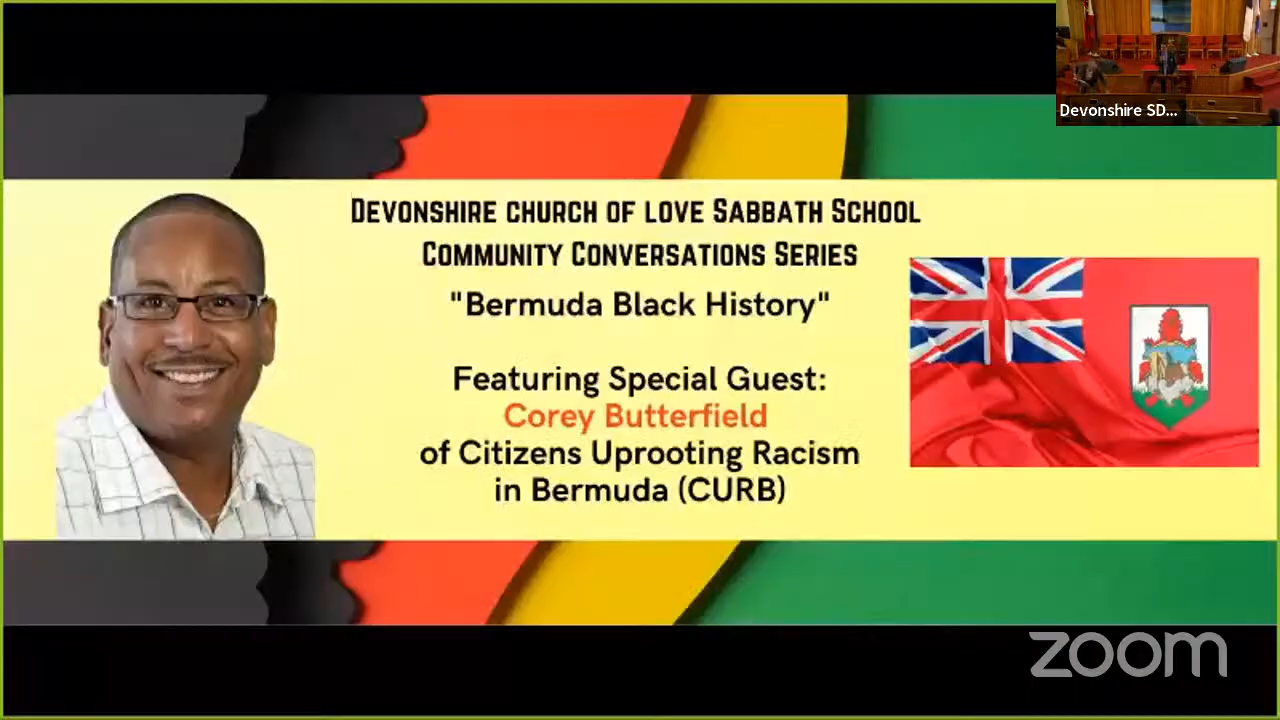 Devonshire SD...
DEVONSHIRE CHURCH OF LOVE SABBATH SCHOOL
COMMUNITY CONVERSATIONS SERIES
"Bermuda Black History"
Featuring Special Guest:
Corey Butterfield
of Citizens Uprooting Racism
in Bermuda (CURB)
zoom